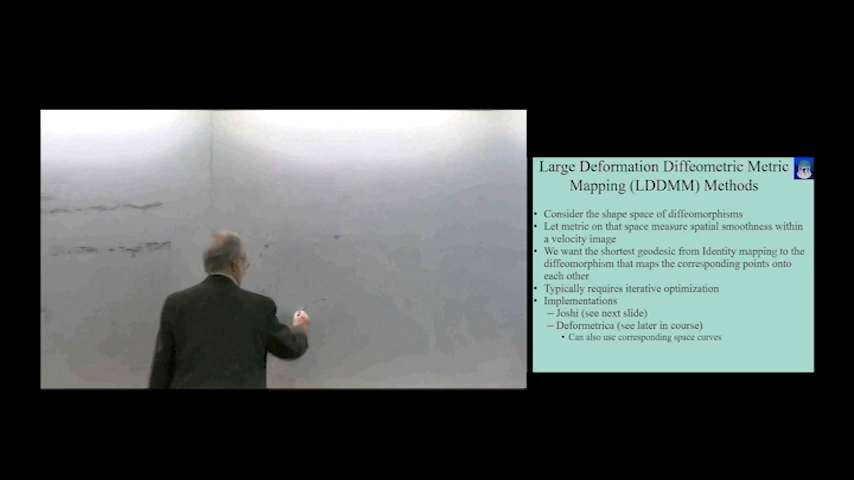 Large Deformation Diffeometric Metric
Mapping (LDDMM) Methods
• Consider the shape space of diffeomorphisms
• Let metric on that space measure spatial smoothness within
a velocity image
• We want the shortest geodesic from Identity mapping to the
diffeomorphism that maps the corresponding points onto
each other
• Typically requires iterative optimization
• Implementations
– Joshi (see next slide)
– Deformetrica (see later in course)
• Can also use corresponding space curves